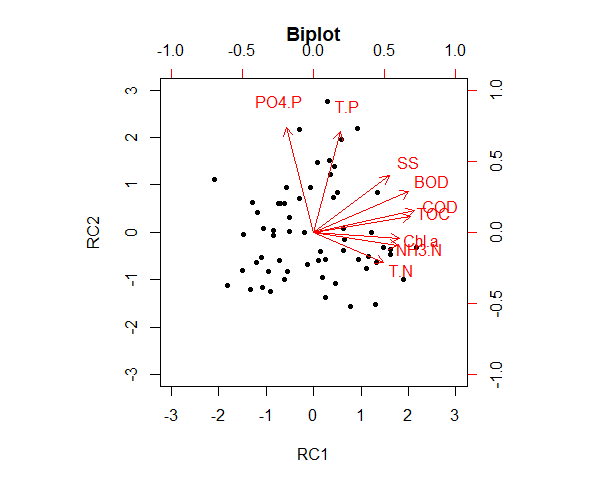 Biplot
-1.0 -0.5 0.0 0.5 1.0
PO4.P
T.P
SS
BOD
COD
TOC
Chl.a
NH3.N
T.N
3
2
1
0
-1
-2
-3
RC2
1.0
0.5
0.0
-0.5
-1.0
-3 -2 -1 0 1 2 3
RC1